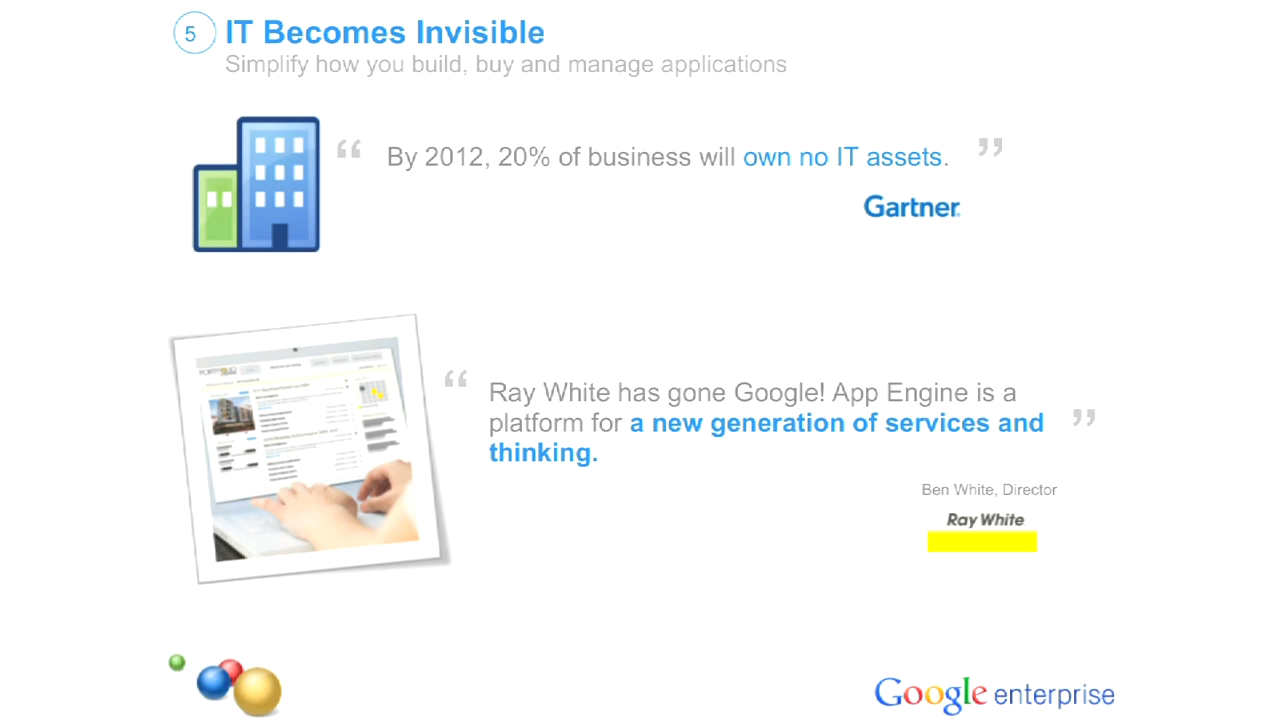 5
IT Becomes Invisible
Simplify how you build, buy and manage applications
“ By 2012, 20% of business will own no IT assets. ”
Gartner
“ Ray White has gone Google! App Engine is a
platform for a new generation of services and ”
thinking.
Ben White, Director
Ray White
Google enterprise